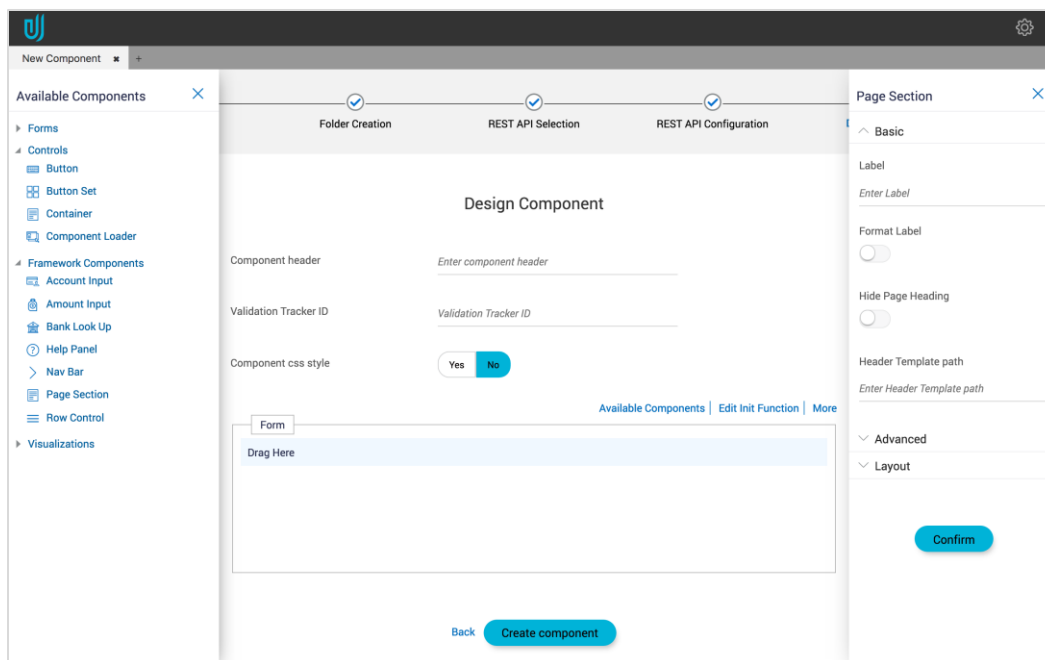 New Component ✖ +
Available Components
Forms
Controls
Button
Button Set
Container
Component Loader
Framework Components
Account Input
Amount Input
Bank Look Up
Help Panel
Nav Bar
Page Section
Row Control
Visualizations
Folder Creation
REST API Selection
REST API Configuration
Design Component
Component header
Enter component header
Validation Tracker ID
Validation Tracker ID
Component css style
Yes No
Available Components | Edit Init Function | More
Form
Drag Here
Back Create component
Page Section
Basic
Label
Enter Label
Format Label
Hide Page Heading
Header Template path
Enter Header Template path
Advanced
Layout
Confirm